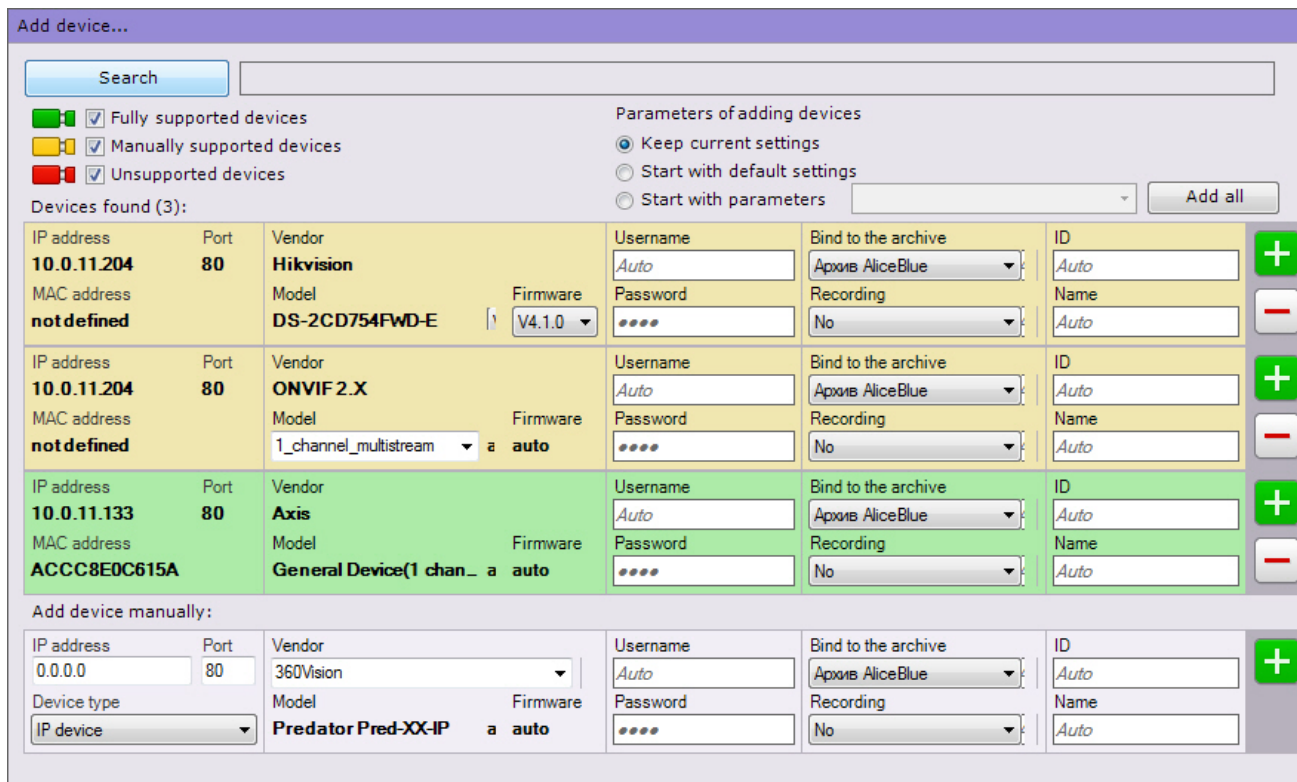 Add device...
Search
Fully supported devices
Manually supported devices
Unsupported devices
Parameters of adding devices
Keep current settings
Start with default settings
Start with parameters
Add all
Devices found (3):
IP address Port Vendor Username Bind to the archive ID
10.0.11.204 80 Hikvision Auto Архив AliceBlue Auto
MAC address Model Firmware Password Recording Name
not defined DS-2CD754FWD-E V4.1.0 •••• No Auto
IP address Port Vendor Username Bind to the archive ID
10.0.11.204 80 ONVIF 2.X Auto Архив AliceBlue Auto
MAC address Model Firmware Password Recording Name
not defined 1_channel_multistream a auto •••• No Auto
IP address Port Vendor Username Bind to the archive ID
10.0.11.133 80 Axis Auto Архив AliceBlue Auto
MAC address Model Firmware Password Recording Name
ACCC8E0C615A General Device(1 chan... a auto •••• No Auto
Add device manually:
IP address Port Vendor Username Bind to the archive ID
0.0.0.0 80 360Vision Auto Архив AliceBlue Auto
Device type Model Firmware Password Recording Name
IP device Predator Pred-XX-IP a auto •••• No Auto